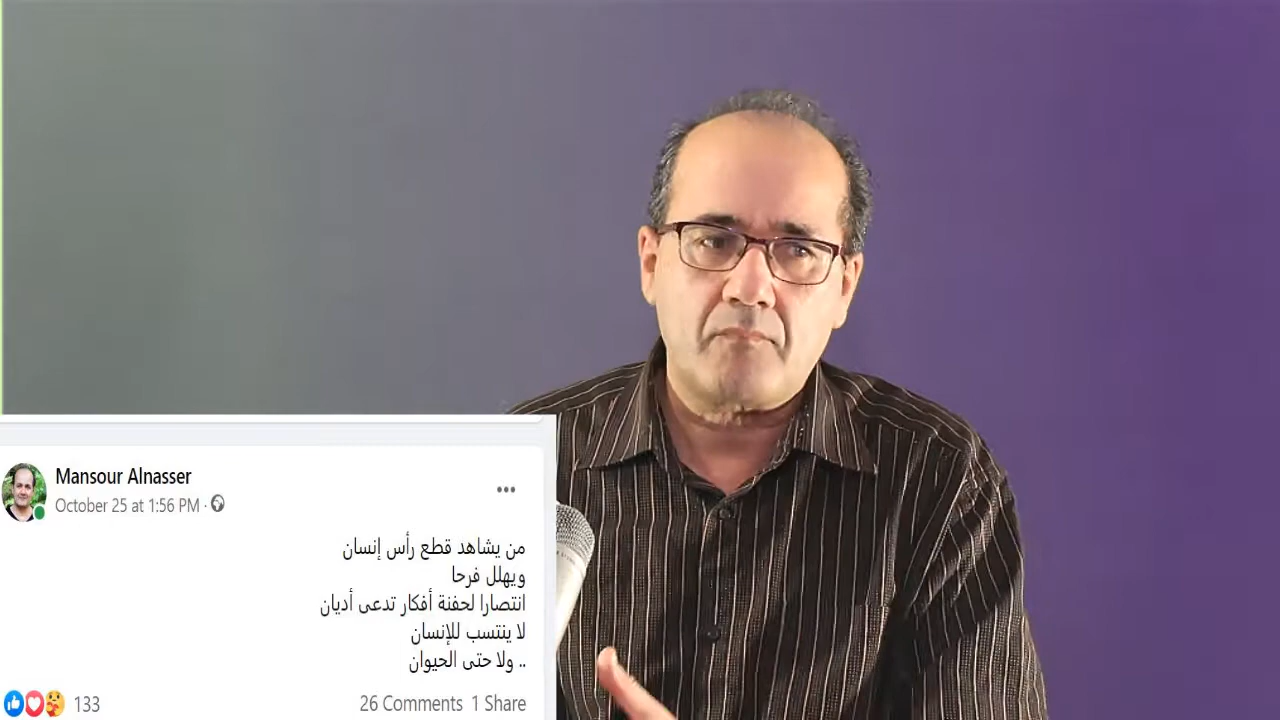 Mansour Alnasser
October 25 at 1:56 PM ·
من يشاهد قطع رأس إنسان
ويهلل فرحا
انتصارا لحفنة أفكار تدعى أديان
لا ينتسب للإنسان
.. ولا حتى الحيوان
133 26 Comments 1 Share